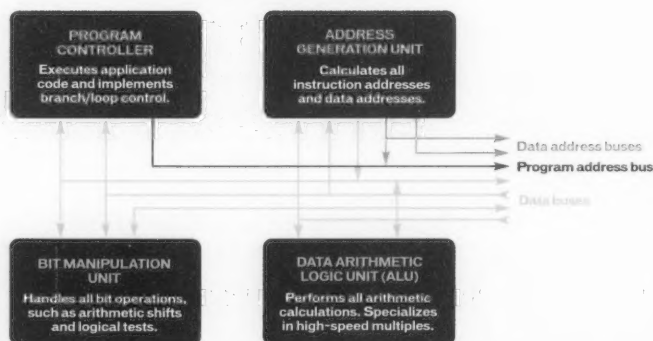 PROGRAM
CONTROLLER
Executes application
code and implements
branch/loop control.
ADDRESS
GENERATION UNIT
Calculates all
instruction addresses
and data addresses.
Data address buses
Program address bus
Data buses
BIT MANIPULATION
UNIT
Handles all bit operations,
such as arithmetic shifts
and logical tests.
DATA ARITHMETIC
LOGIC UNIT (ALU)
Performs all arithmetic
calculations. Specializes
in high-speed multiples.